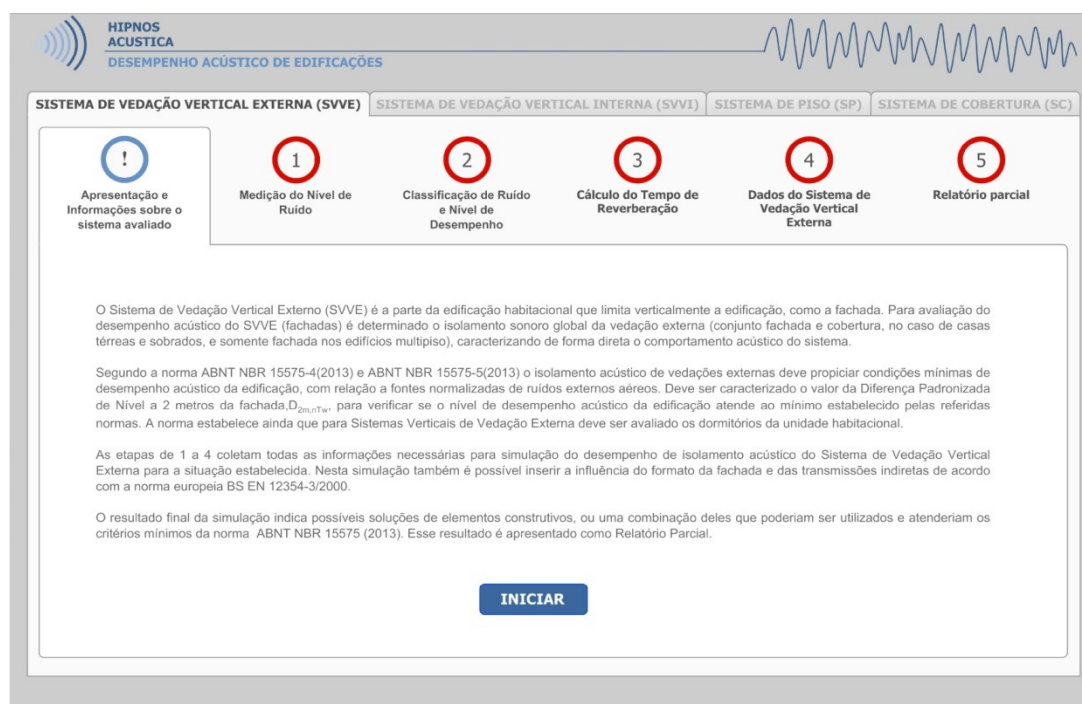 HIPNOS
ACUSTICA
DESEMPENHO ACÚSTICO DE EDIFICAÇÕES
SISTEMA DE VEDAÇÃO VERTICAL EXTERNA (SVVE)
SISTEMA DE VEDAÇÃO VERTICAL INTERNA (SVVI)
SISTEMA DE PISO (SP)
SISTEMA DE COBERTURA (SC)
!
Apresentação e
Informações sobre o
sistema avaliado
1
Medição do Nível de
Ruído
2
Classificação de Ruído
e Nível de
Desempenho
3
Cálculo do Tempo de
Reverberação
4
Dados do Sistema de
Vedação Vertical
Externa
5
Relatório parcial
O Sistema de Vedação Vertical Externo (SVVE) é a parte da edificação habitacional que limita verticalmente a edificação, como a fachada. Para avaliação do
desempenho acústico do SVVE (fachadas) é determinado o isolamento sonoro global da vedação externa (conjunto fachada e cobertura, no caso de casas
térreas e sobrados, e somente fachada nos edifícios multipiso), caracterizando de forma direta o comportamento acústico do sistema.
Segundo a norma ABNT NBR 15575-4(2013) e ABNT NBR 15575-5(2013) o isolamento acústico de vedações externas deve propiciar condições mínimas de
desempenho acústico da edificação, com relação a fontes normalizadas de ruídos externos aéreos. Deve ser caracterizado o valor da Diferença Padronizada
de Nível a 2 metros da fachada,D2m,nTw, para verificar se o nível de desempenho acústico da edificação atende ao mínimo estabelecido pelas referidas
normas. A norma estabelece ainda que para Sistemas Verticais de Vedação Externa deve ser avaliado os dormitórios da unidade habitacional.
As etapas de 1 a 4 coletam todas as informações necessárias para simulação do desempenho de isolamento acústico do Sistema de Vedação Vertical
Externa para a situação estabelecida. Nesta simulação também é possível inserir a influência do formato da fachada e das transmissões indiretas de acordo
com a norma europeia BS EN 12354-3/2000.
O resultado final da simulação indica possíveis soluções de elementos construtivos, ou uma combinação deles que poderiam ser utilizados e atenderiam os
critérios mínimos da norma ABNT NBR 15575 (2013). Esse resultado é apresentado como Relatório Parcial.
INICIAR